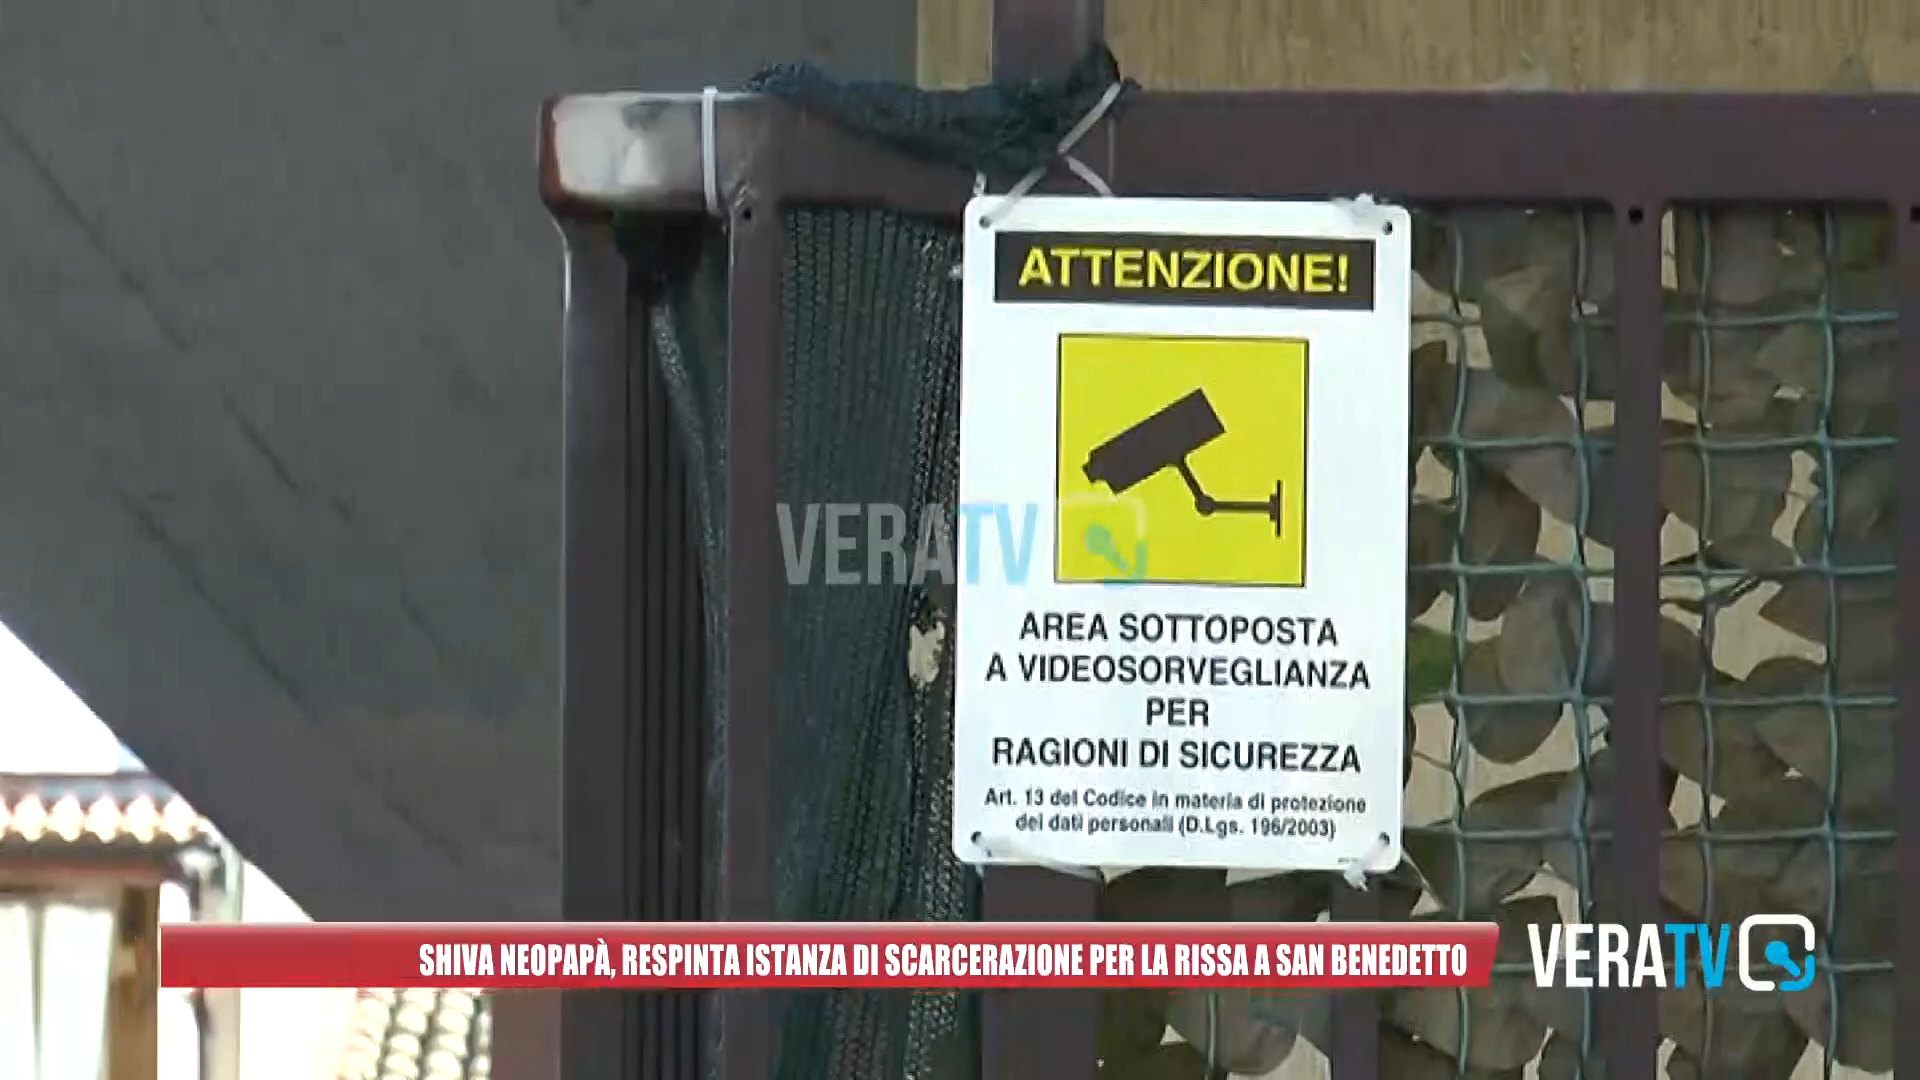 ATTENZIONE!
VERATV
AREA SOTTOPOSTA
A VIDEOSORVEGLIANZA
PER
RAGIONI DI SICUREZZA
Art. 13 del Codice in materia di protezione
dei dati personali (D.Lgs. 196/2003)
SHIVA NEOPAPÀ, RESPINTA ISTANZA DI SCARCERAZIONE PER LA RISSA A SAN BENEDETTO
VERATV